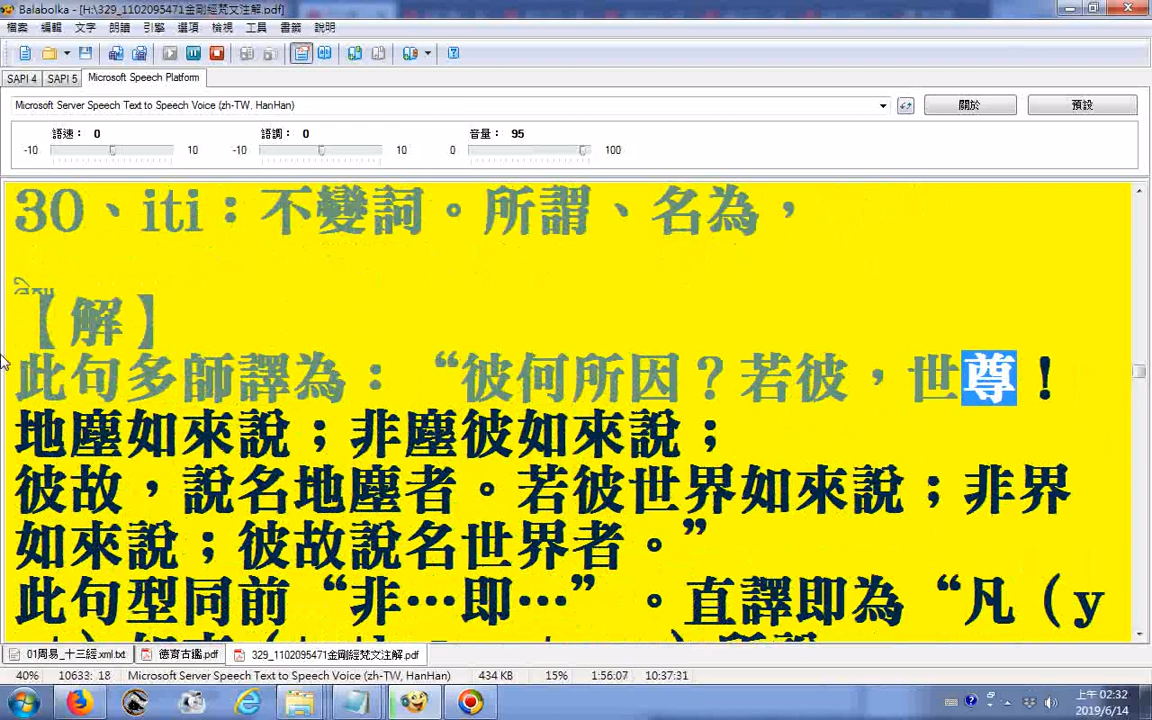 Balabolka - [H:\329_1102095471金剛經梵文注解.pdf]
檔案 編輯 文字 朗讀 引擎 選項 檢視 工具 書籤 說明
SAPI 4 SAPI 5 Microsoft Speech Platform
Microsoft Server Speech Text to Speech Voice (zh-TW, HanHan) 關於 預設
語速： 0 語調： 0 音量： 95
-10 10 -10 10 0 100
30、iti：不變詞。所謂、名為，
【解】
此句多師譯為：“彼何所因？若彼，世尊！
地塵如來說；非塵彼如來說；
彼故，說名地塵者。若彼世界如來說；非界
如來說；彼故說名世界者。”
此句型同前“非…即…”。直譯即為“凡（y
01周易_十三經.xml.txt 德育古鑑.pdf 329_1102095471金剛經梵文注解.pdf
40% 10633: 18 Microsoft Server Speech Text to Speech Voice (zh-TW, HanHan) 434 KB 15% 1:56:07 10:37:31
上午 02:32
2019/6/14